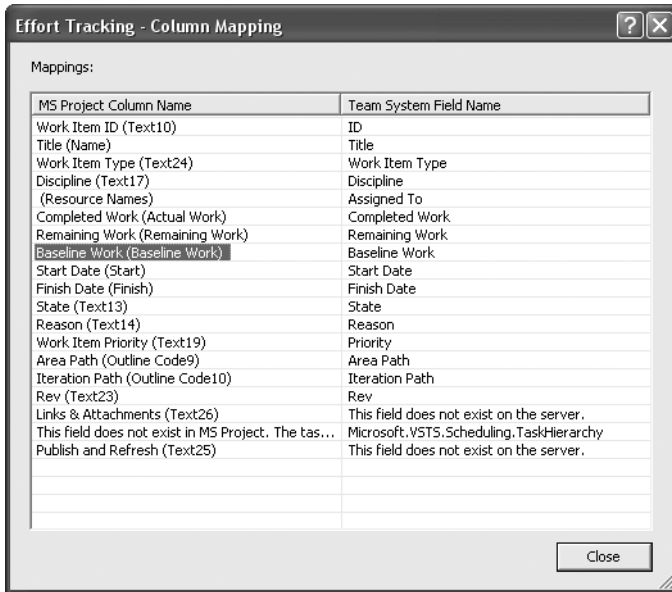 Effort Tracking - Column Mapping
Mappings:
MS Project Column Name Team System Field Name
Work Item ID (Text10) ID
Title (Name) Title
Work Item Type (Text24) Work Item Type
Discipline (Text17) Discipline
(Resource Names) Assigned To
Completed Work (Actual Work) Completed Work
Remaining Work (Remaining Work) Remaining Work
Baseline Work (Baseline Work) Baseline Work
Start Date (Start) Start Date
Finish Date (Finish) Finish Date
State (Text13) State
Reason (Text14) Reason
Work Item Priority (Text19) Priority
Area Path (Outline Code9) Area Path
Iteration Path (Outline Code10) Iteration Path
Rev (Text23) Rev
Links & Attachments (Text26) This field does not exist on the server.
This field does not exist in MS Project. The tas... Microsoft.VSTS.Scheduling.TaskHierarchy
Publish and Refresh (Text25) This field does not exist on the server.
Close